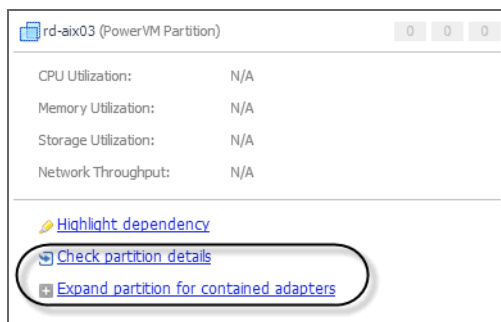 rd-aix03 (PowerVM Partition) 0 0 0
CPU Utilization: N/A
Memory Utilization: N/A
Storage Utilization: N/A
Network Throughput: N/A
Highlight dependency
Check partition details
Expand partition for contained adapters